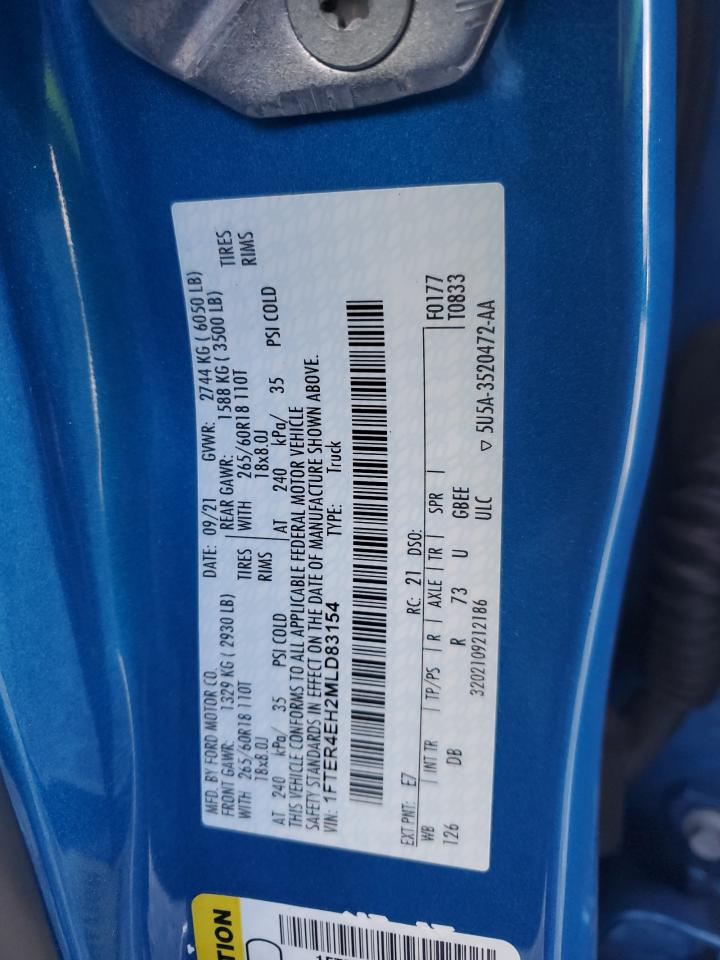 MFD. BY FORD MOTOR CO. DATE: 09/21 GVWR: 2744 KG ( 6050 LB)
FRONT GAWR: 1329 KG ( 2930 LB) REAR GAWR: 1588 KG ( 3500 LB)
WITH 265/60R18 110T TIRES WITH 265/60R18 110T TIRES
18x8.0J RIMS 18x8.0J RIMS
AT 240 kPa/ 35 PSI COLD AT 240 kPa/ 35 PSI COLD
THIS VEHICLE CONFORMS TO ALL APPLICABLE FEDERAL MOTOR VEHICLE
SAFETY STANDARDS IN EFFECT ON THE DATE OF MANUFACTURE SHOWN ABOVE.
VIN: 1FTER4EH2MLD83154 TYPE: Truck
EXT PNT: E7 RC: 21 DSO: F0177
WB INT TR TP/PS R AXLE TR SPR T0833
126 DB R 73 U GBEE
3202109212186 ULC ▽ 5U5A-3520472-AA